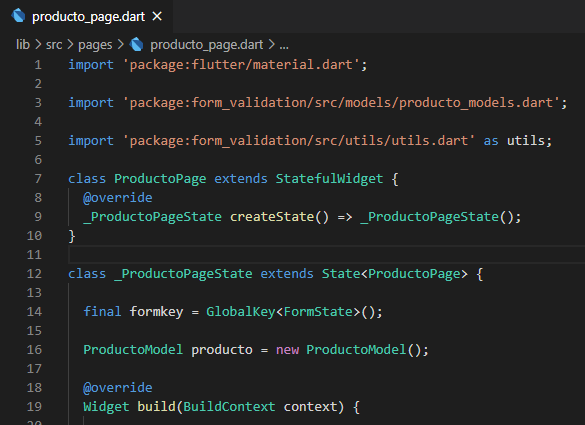 producto_page.dart ×
lib > src > pages > producto_page.dart > ...
1 import 'package:flutter/material.dart';
2
3 import 'package:form_validation/src/models/producto_models.dart';
4
5 import 'package:form_validation/src/utils/utils.dart' as utils;
6
7 class ProductoPage extends StatefulWidget {
8 @override
9 _ProductoPageState createState() => _ProductoPageState();
10 }
11
12 class _ProductoPageState extends State<ProductoPage> {
13
14 final formkey = GlobalKey<FormState>();
15
16 ProductoModel producto = new ProductoModel();
17
18 @override
19 Widget build(BuildContext context) {
20